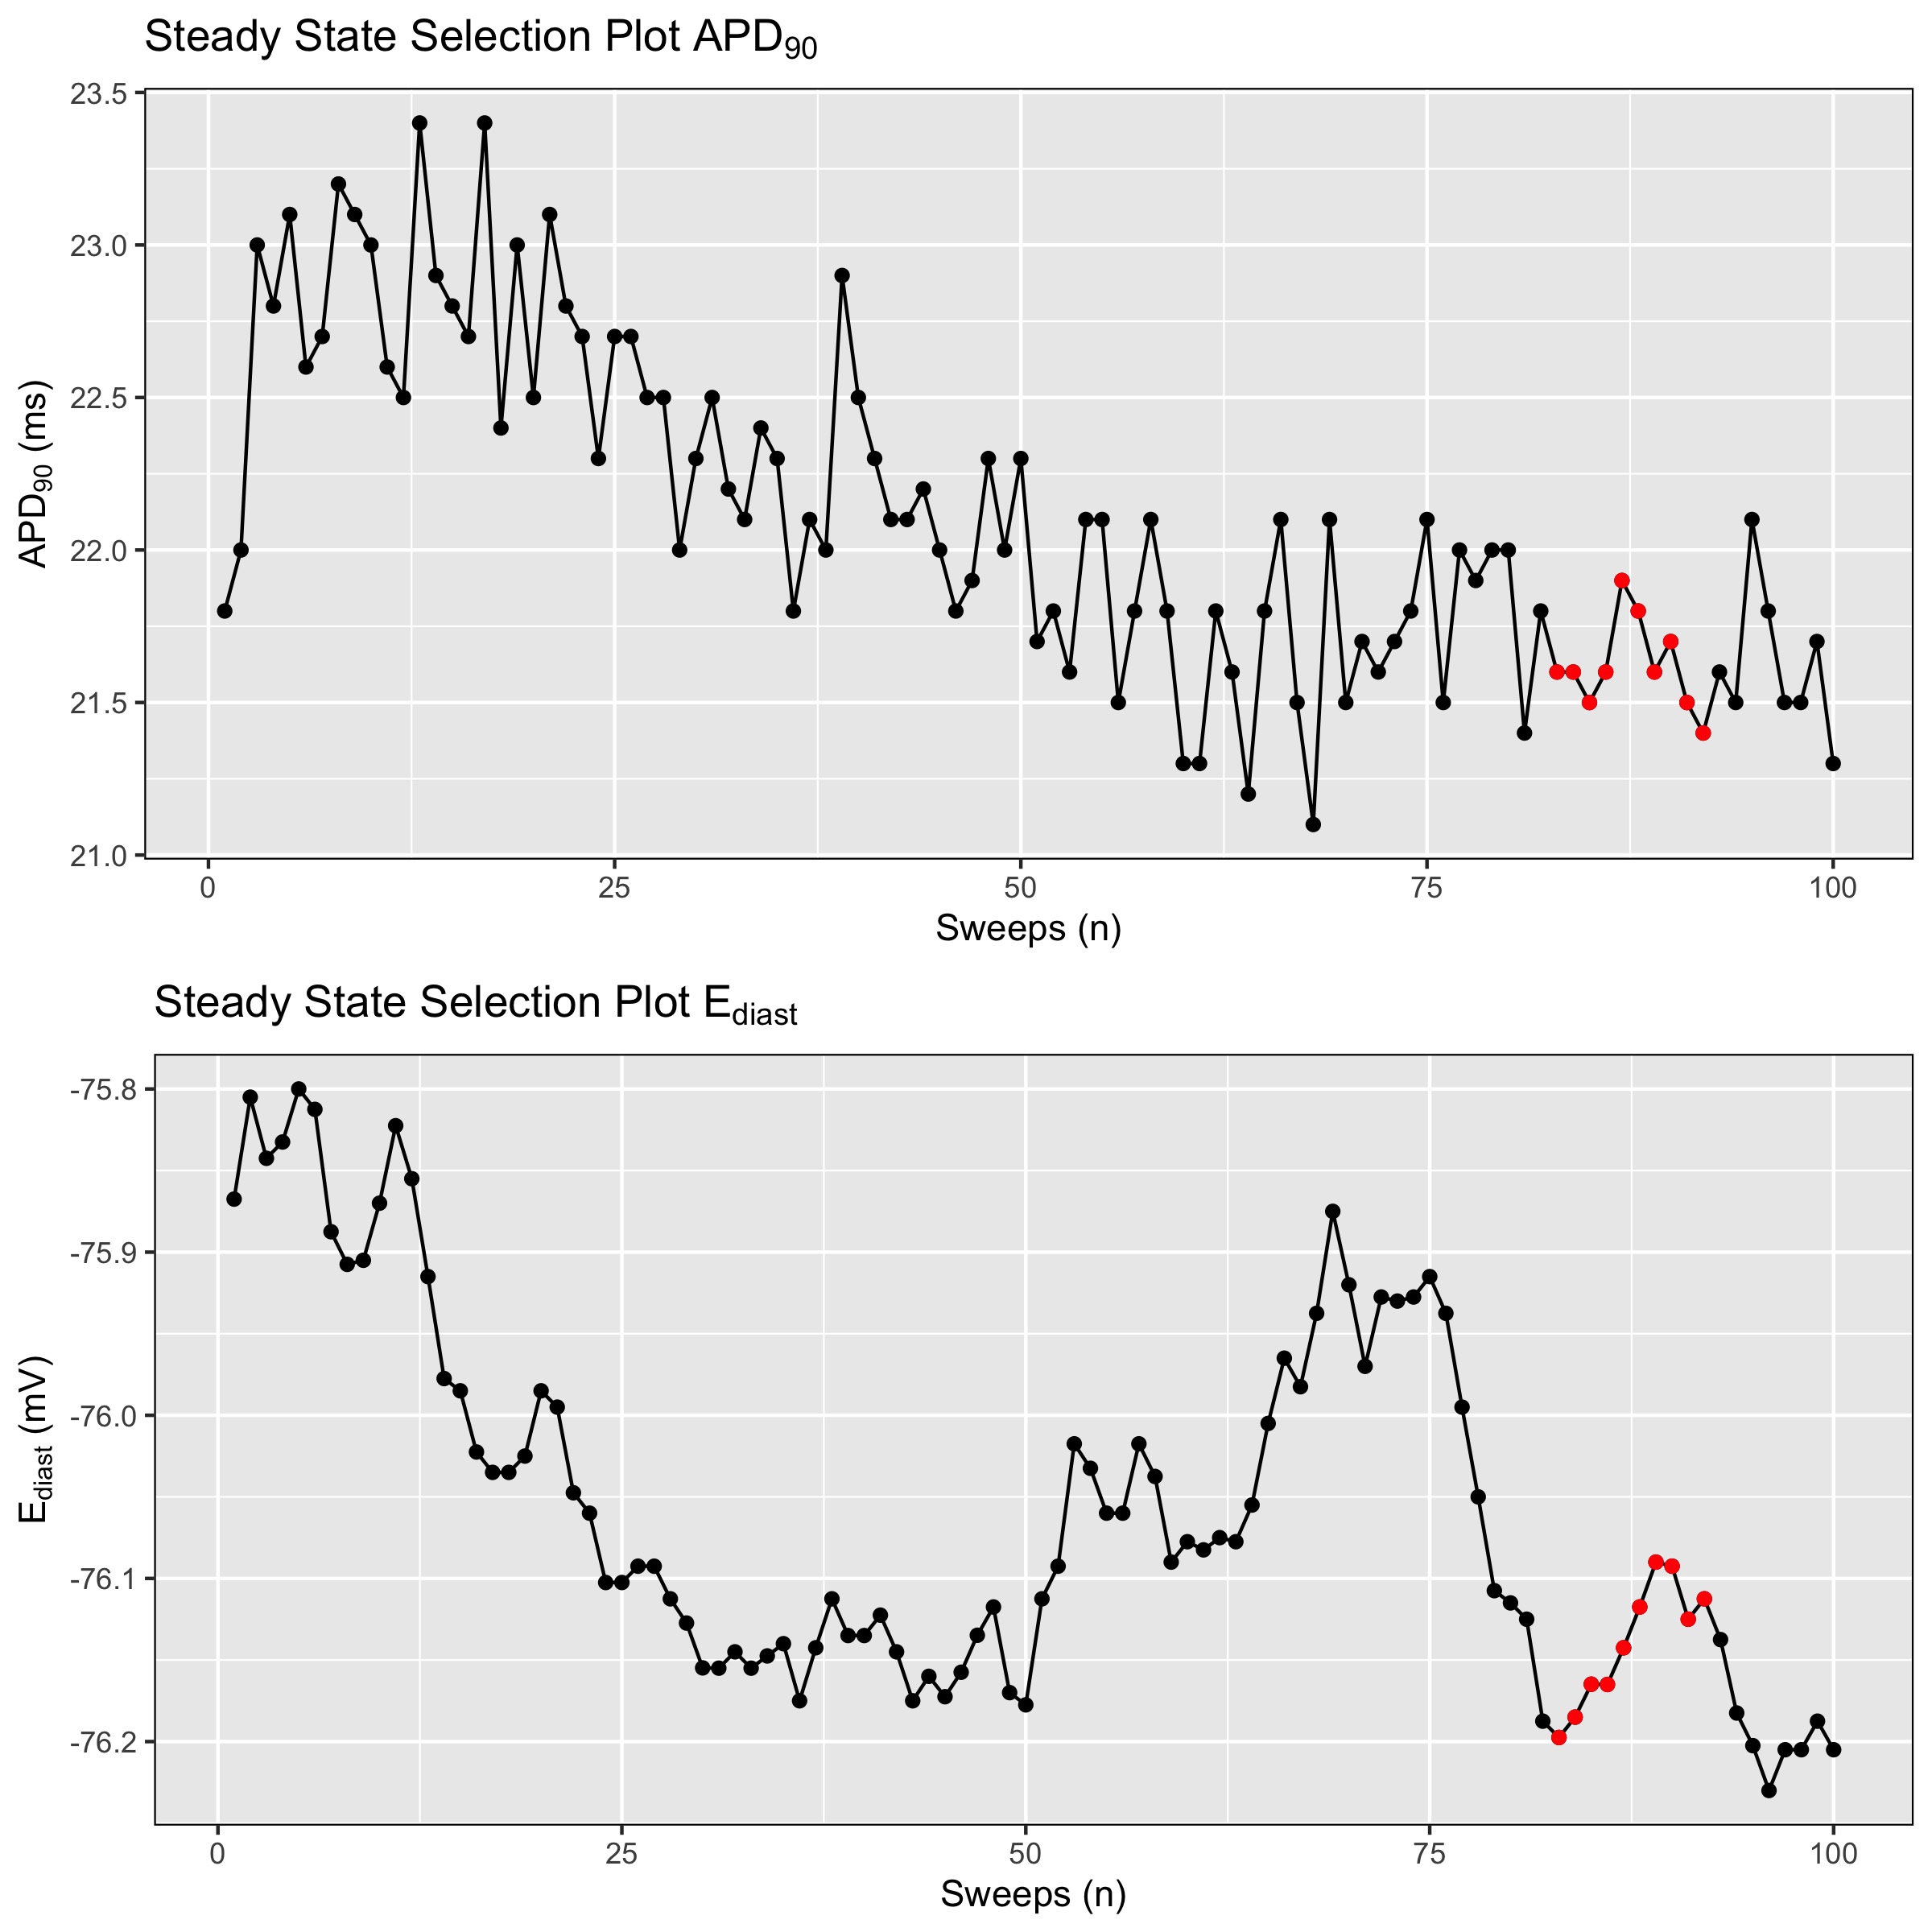 Steady State Selection Plot APD90
23.5
23.0
22.5
22.0
21.5
21.0
APD90 (ms)
0 25 50 75 100
Sweeps (n)
Steady State Selection Plot Ediast
-75.8
-75.9
-76.0
-76.1
-76.2
Ediast (mV)
0 25 50 75 100
Sweeps (n)